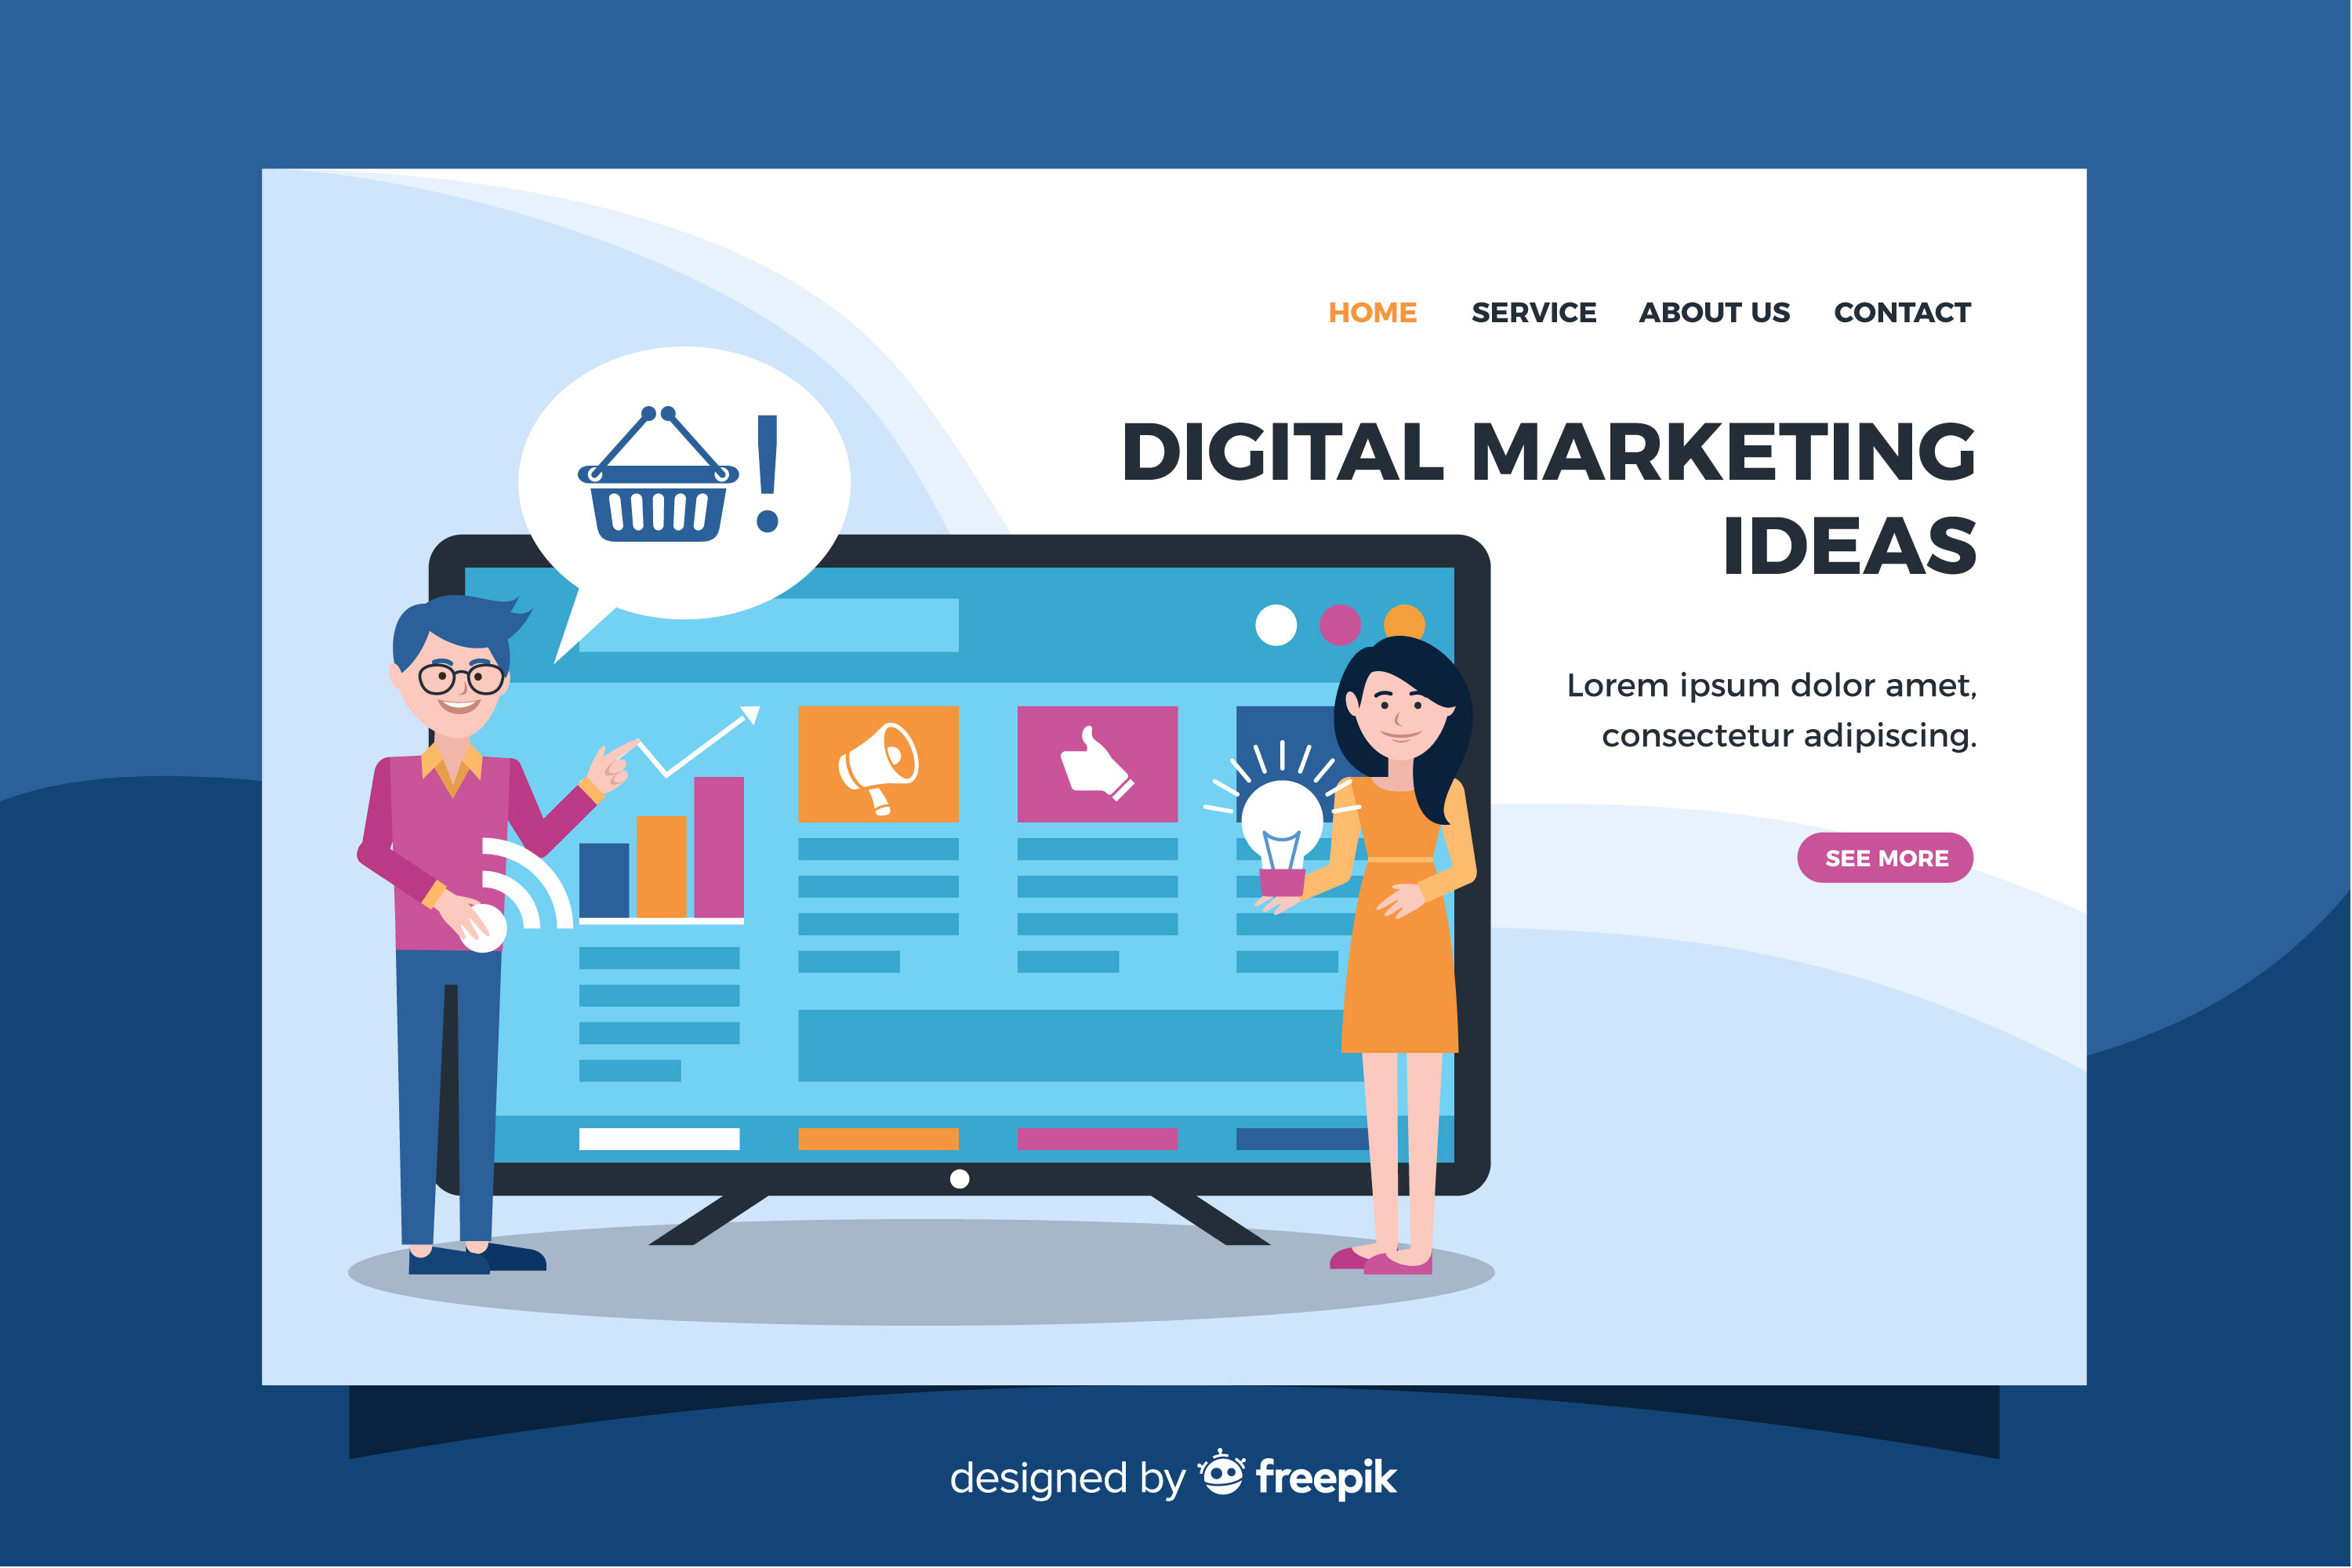 HOME SERVICE ABOUT US CONTACT
DIGITAL MARKETING
IDEAS
!
Lorem ipsum dolor amet,
consectetur adipiscing.
SEE MORE
designed by freepik